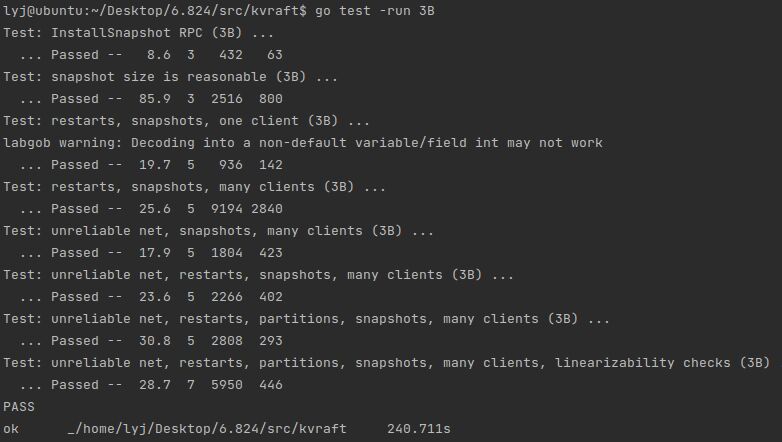 lyj@ubuntu:~/Desktop/6.824/src/kvraft$ go test -run 3B
Test: InstallSnapshot RPC (3B) ...
  ... Passed --   8.6  3   432   63
Test: snapshot size is reasonable (3B) ...
  ... Passed --  85.9  3  2516  800
Test: restarts, snapshots, one client (3B) ...
labgob warning: Decoding into a non-default variable/field int may not work
  ... Passed --  19.7  5   936  142
Test: restarts, snapshots, many clients (3B) ...
  ... Passed --  25.6  5  9194 2840
Test: unreliable net, snapshots, many clients (3B) ...
  ... Passed --  17.9  5  1804  423
Test: unreliable net, restarts, snapshots, many clients (3B) ...
  ... Passed --  23.6  5  2266  402
Test: unreliable net, restarts, partitions, snapshots, many clients (3B) ...
  ... Passed --  30.8  5  2808  293
Test: unreliable net, restarts, partitions, snapshots, many clients, linearizability checks (3B)
  ... Passed --  28.7  7  5950  446
PASS
ok      _/home/lyj/Desktop/6.824/src/kvraft     240.711s